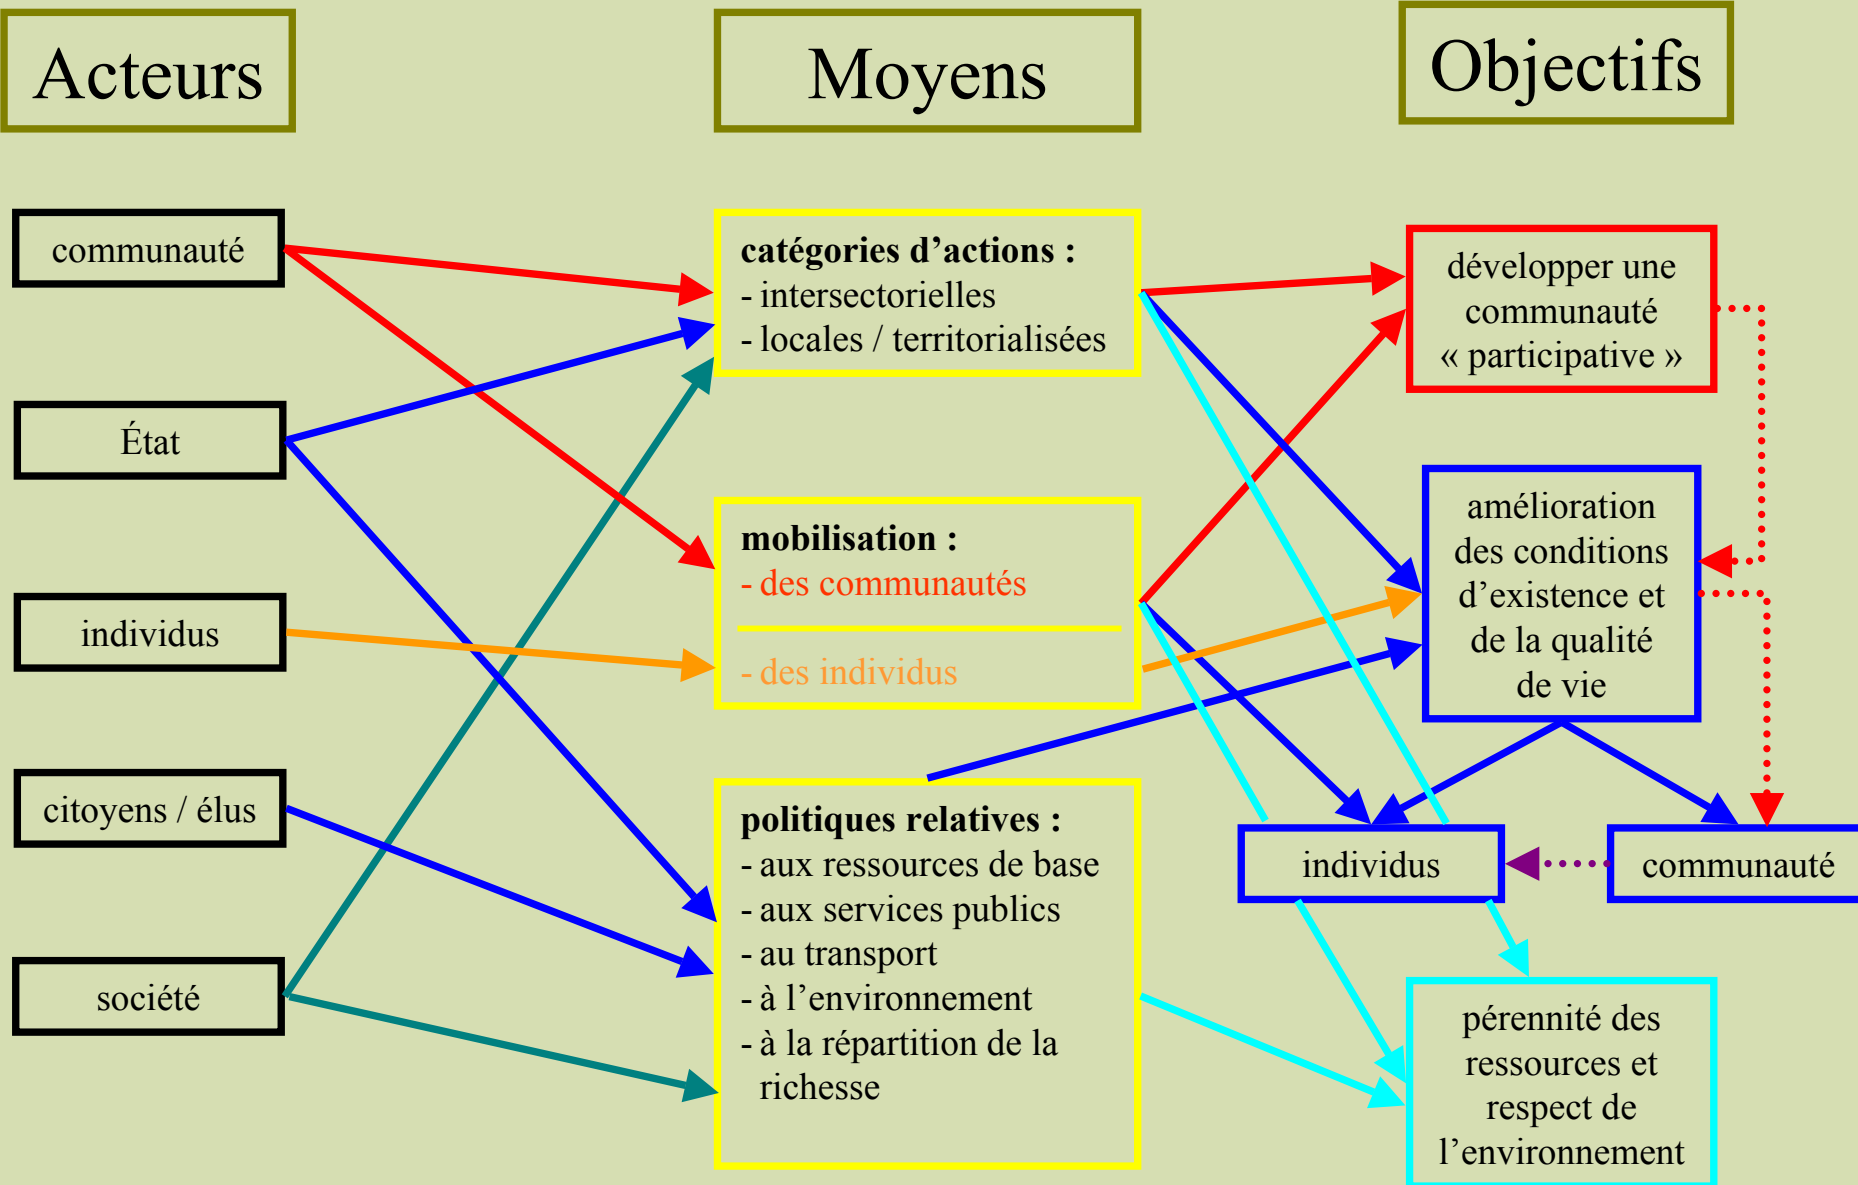 Acteurs
Moyens
Objectifs
communauté
État
individus
citoyens / élus
société
catégories d’actions :
- intersectorielles
- locales / territorialisées
mobilisation :
- des communautés
- des individus
politiques relatives :
- aux ressources de base
- aux services publics
- au transport
- à l’environnement
- à la répartition de la
richesse
développer une
communauté
« participative »
amélioration
des conditions
d’existence et
de la qualité
de vie
individus
communauté
pérennité des
ressources et
respect de
l’environnement